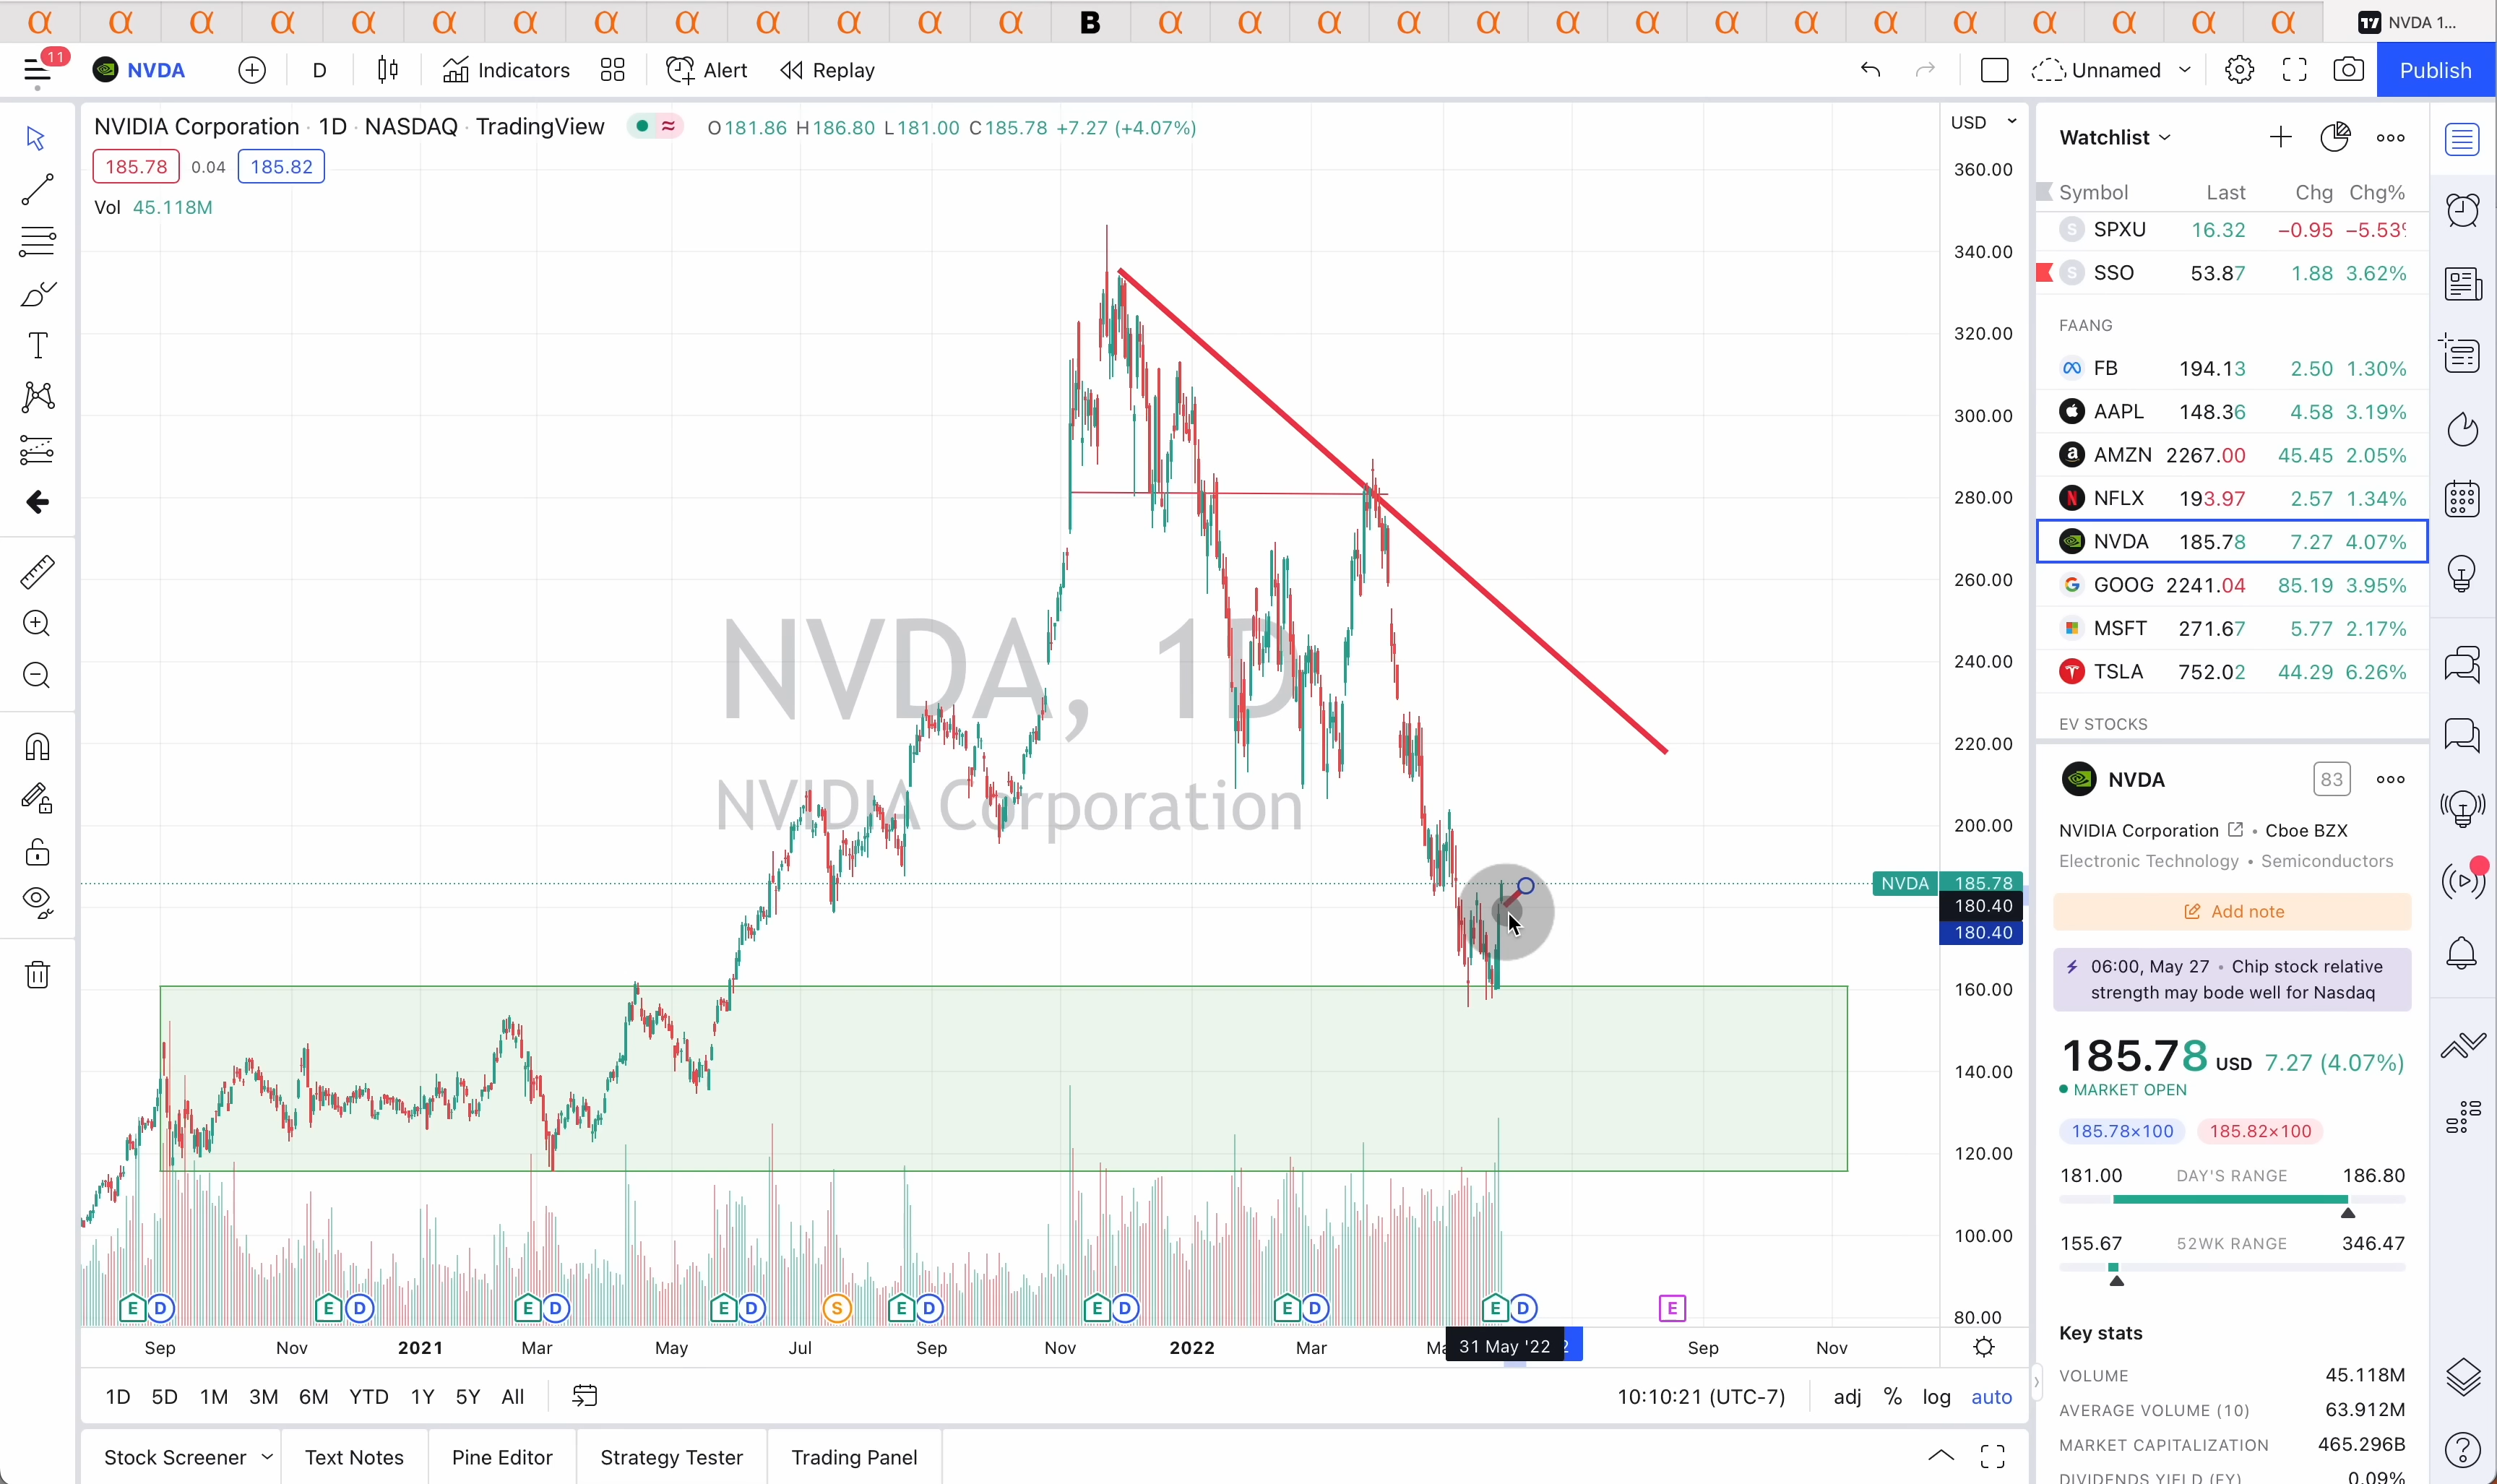 B
NVDA 1...
11
NVDA
D
Indicators
Alert
Replay
Unnamed
Publish
NVIDIA Corporation · 1D · NASDAQ · TradingView
O181.86 H186.80 L181.00 C185.78 +7.27 (+4.07%)
185.78 0.04 185.82
Vol 45.118M
NVDA, 1D
NVIDIA Corporation
USD
360.00
340.00
320.00
300.00
280.00
260.00
240.00
220.00
200.00
NVDA 185.78
180.40
180.40
160.00
140.00
120.00
100.00
80.00
E D E D E D E D S E D E D E D E D E
Sep Nov 2021 Mar May Jul Sep Nov 2022 Mar 31 May '22 Sep Nov
1D 5D 1M 3M 6M YTD 1Y 5Y All
10:10:21 (UTC-7) adj % log auto
Stock Screener Text Notes Pine Editor Strategy Tester Trading Panel
Watchlist
Symbol Last Chg Chg%
S SPXU 16.32 −0.95 −5.53
S SSO 53.87 1.88 3.62%
FAANG
FB 194.13 2.50 1.30%
AAPL 148.36 4.58 3.19%
AMZN 2267.00 45.45 2.05%
NFLX 193.97 2.57 1.34%
NVDA 185.78 7.27 4.07%
GOOG 2241.04 85.19 3.95%
MSFT 271.67 5.77 2.17%
TSLA 752.02 44.29 6.26%
EV STOCKS
NVDA 83
NVIDIA Corporation • Cboe BZX
Electronic Technology • Semiconductors
Add note
06:00, May 27 • Chip stock relative
strength may bode well for Nasdaq
185.78 USD 7.27 (4.07%)
MARKET OPEN
185.78×100 185.82×100
181.00 DAY'S RANGE 186.80
155.67 52WK RANGE 346.47
Key stats
VOLUME 45.118M
AVERAGE VOLUME (10) 63.912M
MARKET CAPITALIZATION 465.296B
DIVIDENDS YIELD (FY) 0.09%